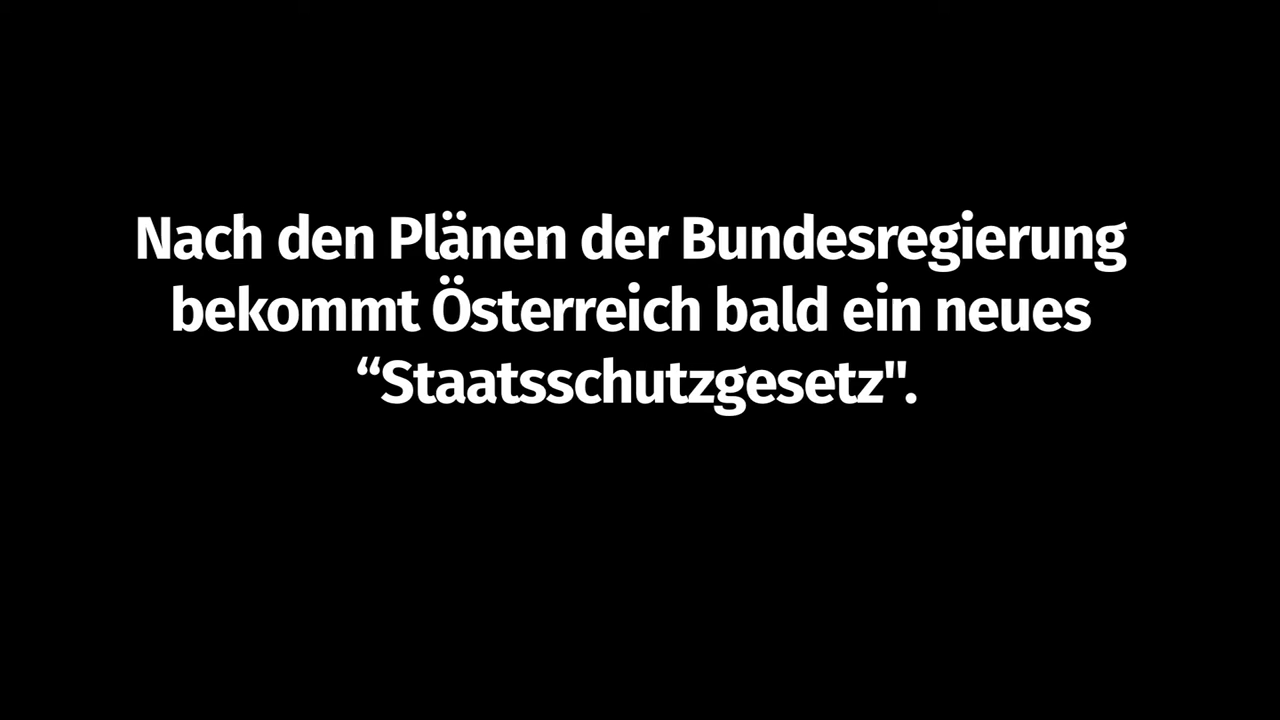 Nach den Plänen der Bundesregierung
bekommt Österreich bald ein neues
“Staatsschutzgesetz".